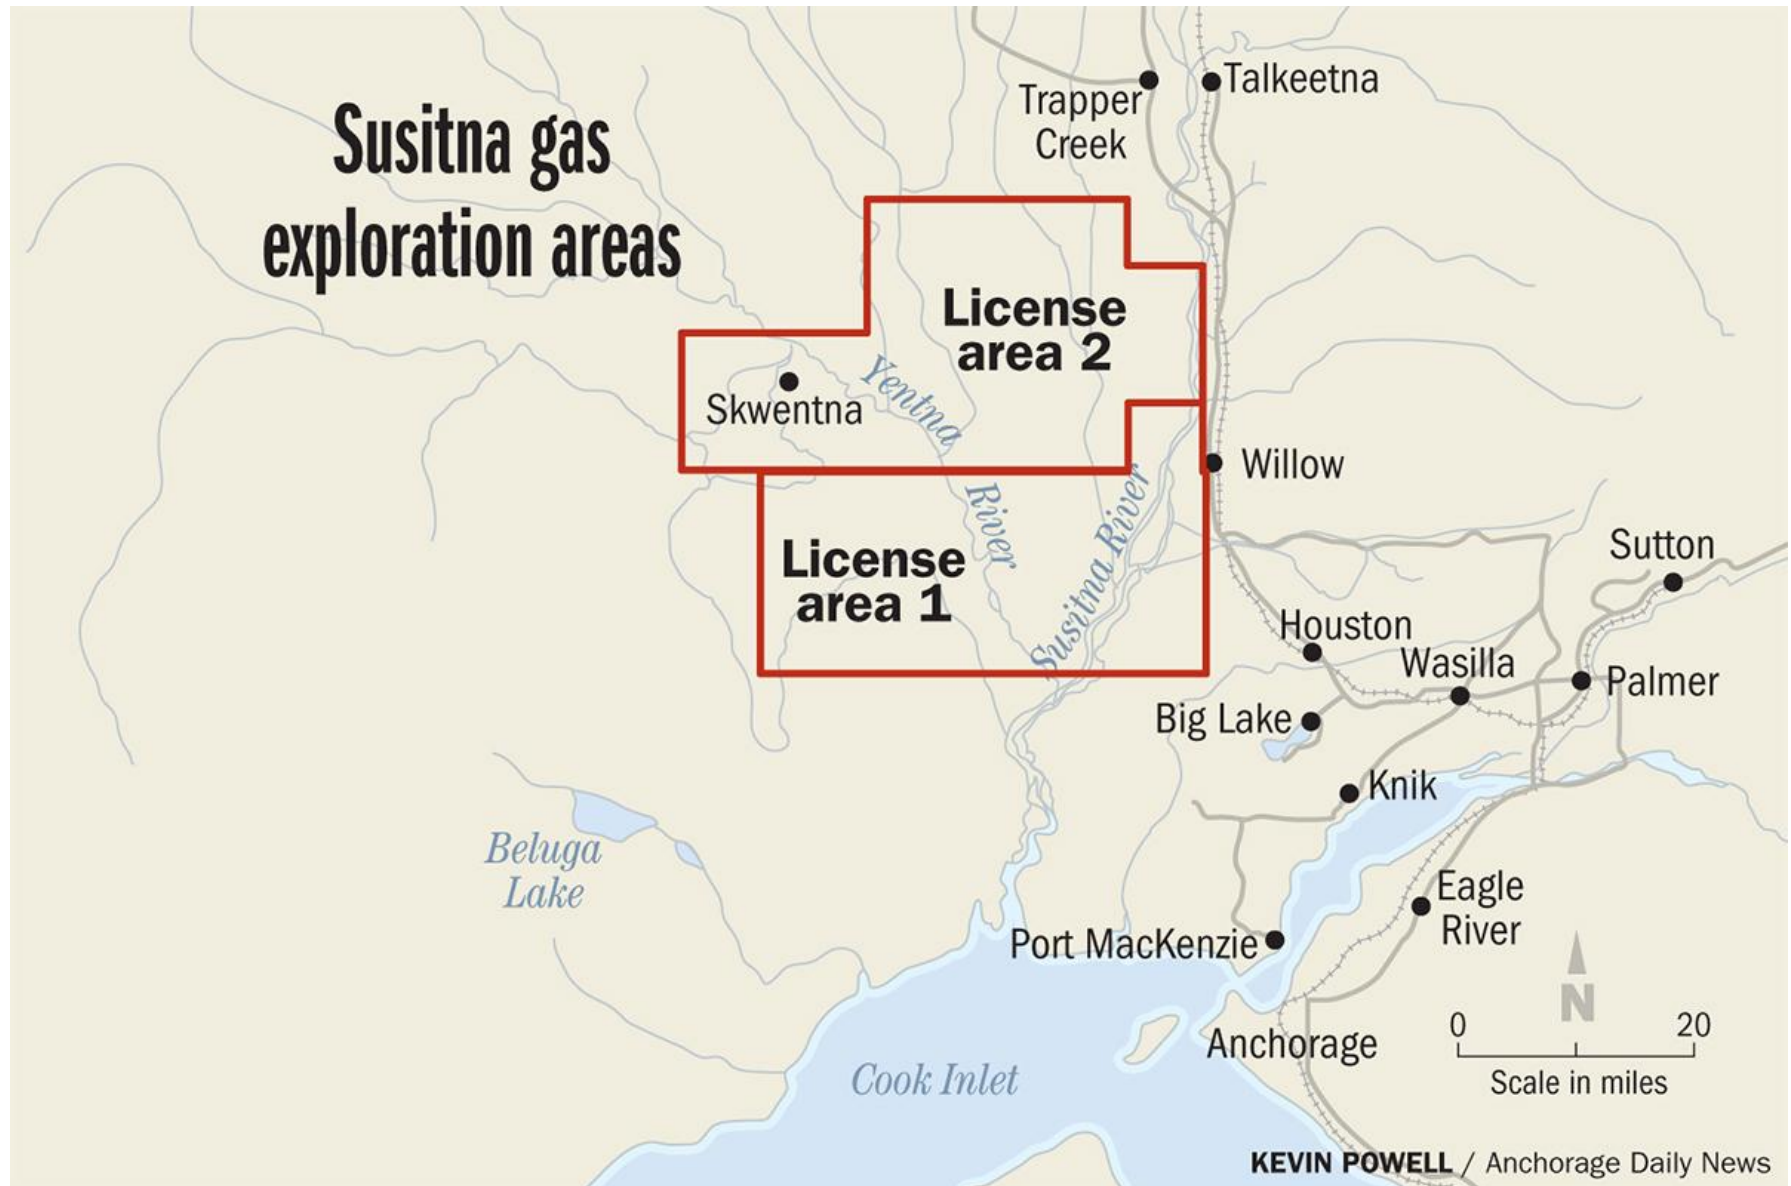 Susitna gas
exploration areas
Trapper
Creek
Talkeetna
License
area 2
Skwentna
Yentna
River
Susitna River
Willow
License
area 1
Sutton
Houston
Wasilla
Palmer
Big Lake
Knik
Beluga
Lake
Eagle
River
Port MacKenzie
N
0 20
Scale in miles
Anchorage
Cook Inlet
KEVIN POWELL / Anchorage Daily News